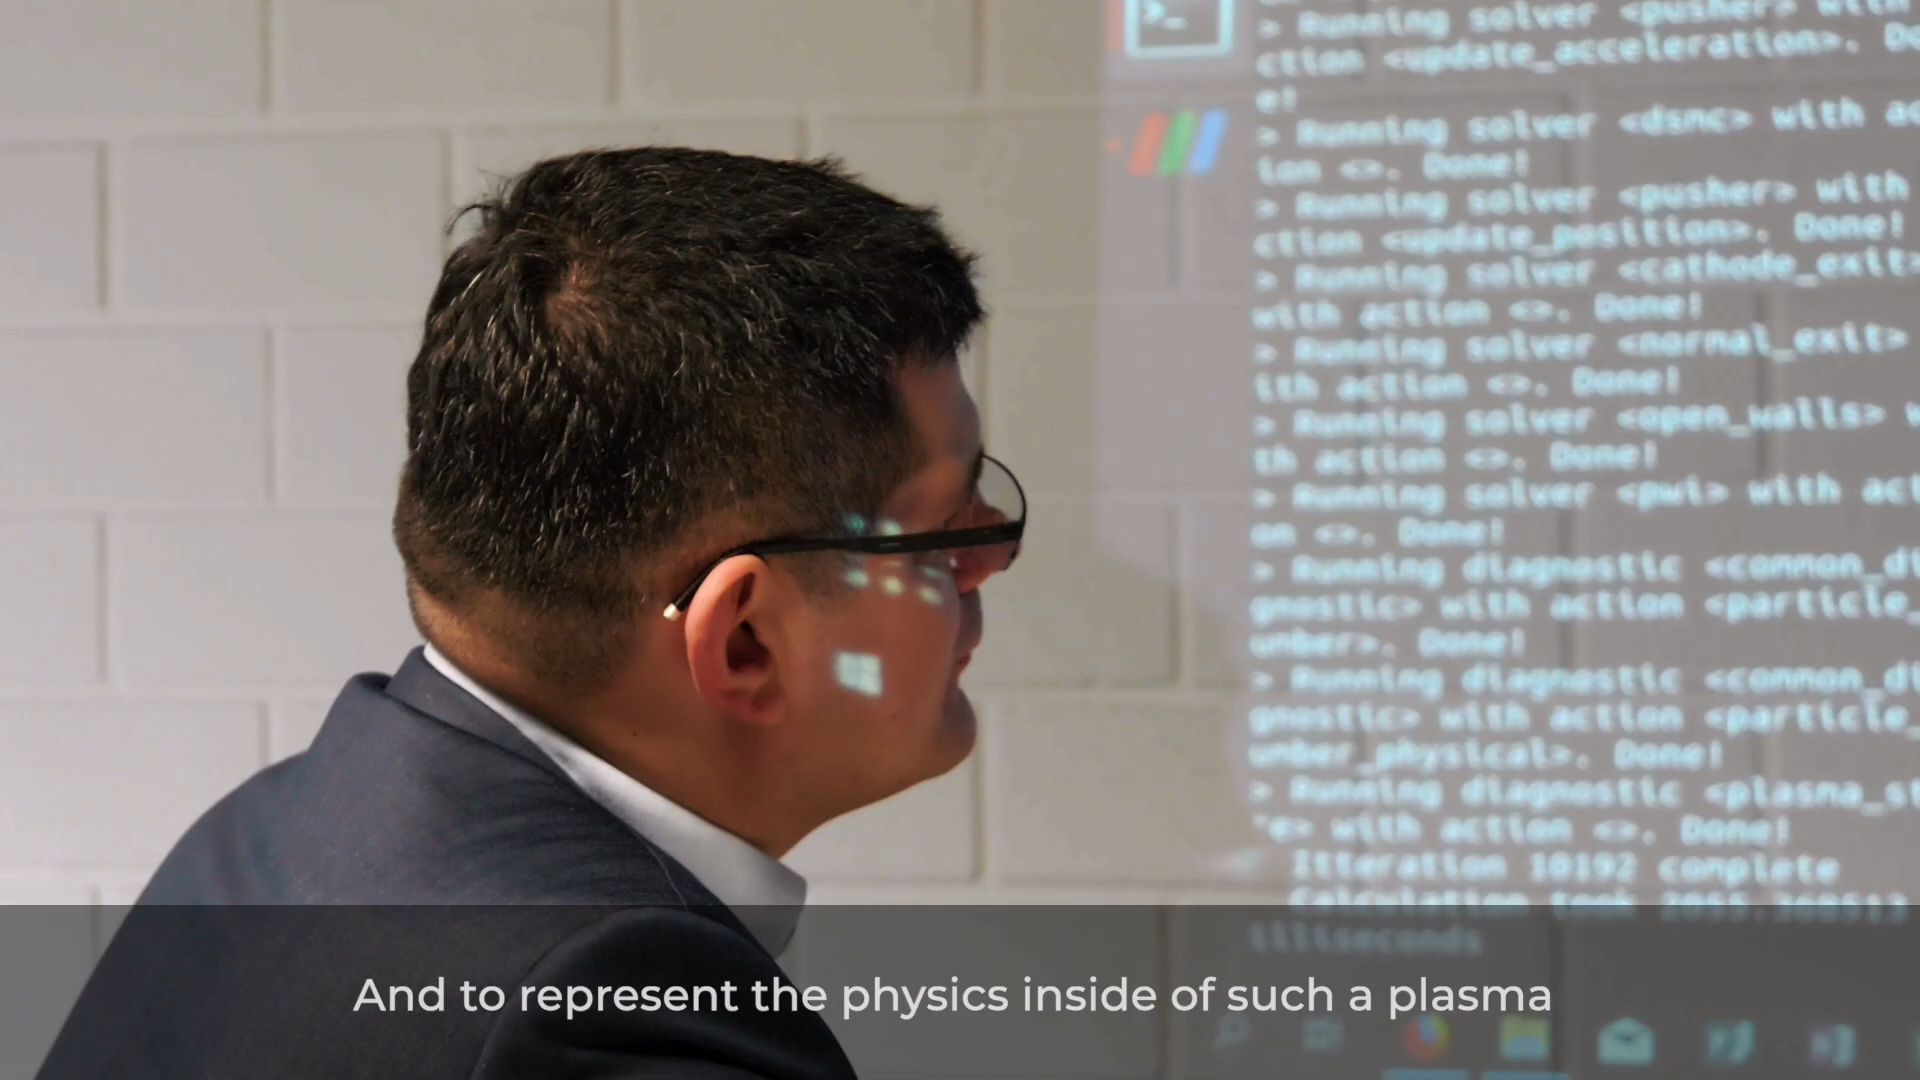 > Running solver <pusher> with
ction <update_acceleration>. Do
e!
> Running solver <dsmc> with ac
ion <>. Done!
> Running solver <pusher> with
ction <update_position>. Done!
> Running solver <cathode_exit>
with action <>. Done!
> Running solver <normal_exit>
ith action <>. Done!
> Running solver <open_walls> w
th action <>. Done!
> Running solver <pwi> with act
on <>. Done!
> Running diagnostic <common_di
gnostic> with action <particle_
umber>. Done!
> Running diagnostic <common_di
gnostic> with action <particle_
umber_physical>. Done!
> Running diagnostic <plasma_st
e> with action <>. Done!
Itteration 10192 complete
Calculation took
illiseconds
And to represent the physics inside of such a plasma